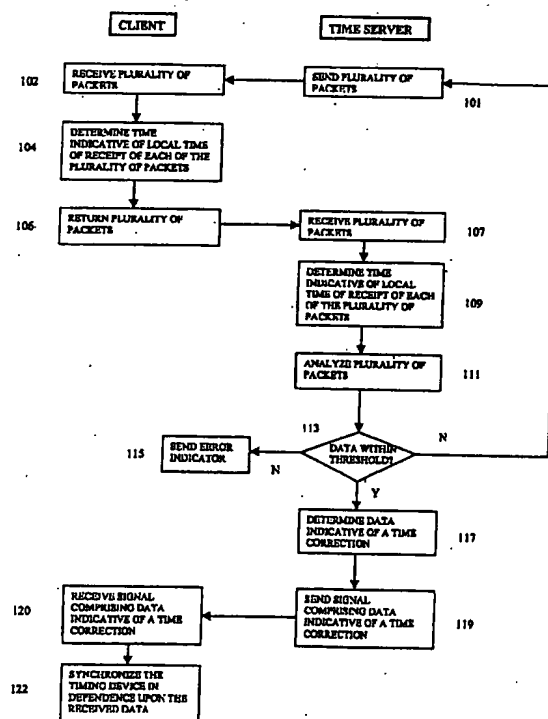 CLIENT
TIME SERVER
102
RECEIVE PLURALITY OF
PACKETS
SEND PLURALITY OF
PACKETS
101
104
DETERMINE TIME
INDICATIVE OF LOCAL TIME
OF RECEIPT OF EACH OF THE
PLURALITY OF PACKETS
106
RETURN PLURALITY OF
PACKETS
RECEIVE PLURALITY OF
PACKETS
107
DETERMINE TIME
INDICATIVE OF LOCAL
TIME OF RECEIPT OF EACH
OF THE PLURALITY OF
PACKETS
109
ANALYZE PLURALITY OF
PACKETS
111
113
DATA WITHIN
THRESHOLD?
N
115
SEND ERROR
INDICATOR
N
Y
DETERMINE DATA
INDICATIVE OF A TIME
CORRECTION
117
120
RECEIVE SIGNAL
COMPRISING DATA
INDICATIVE OF A TIME
CORRECTION
SEND SIGNAL
COMPRISING DATA
INDICATIVE OF A TIME
CORRECTION
119
122
SYNCHRONIZE THE
TIMING DEVICE IN
DEPENDENCE UPON THE
RECEIVED DATA